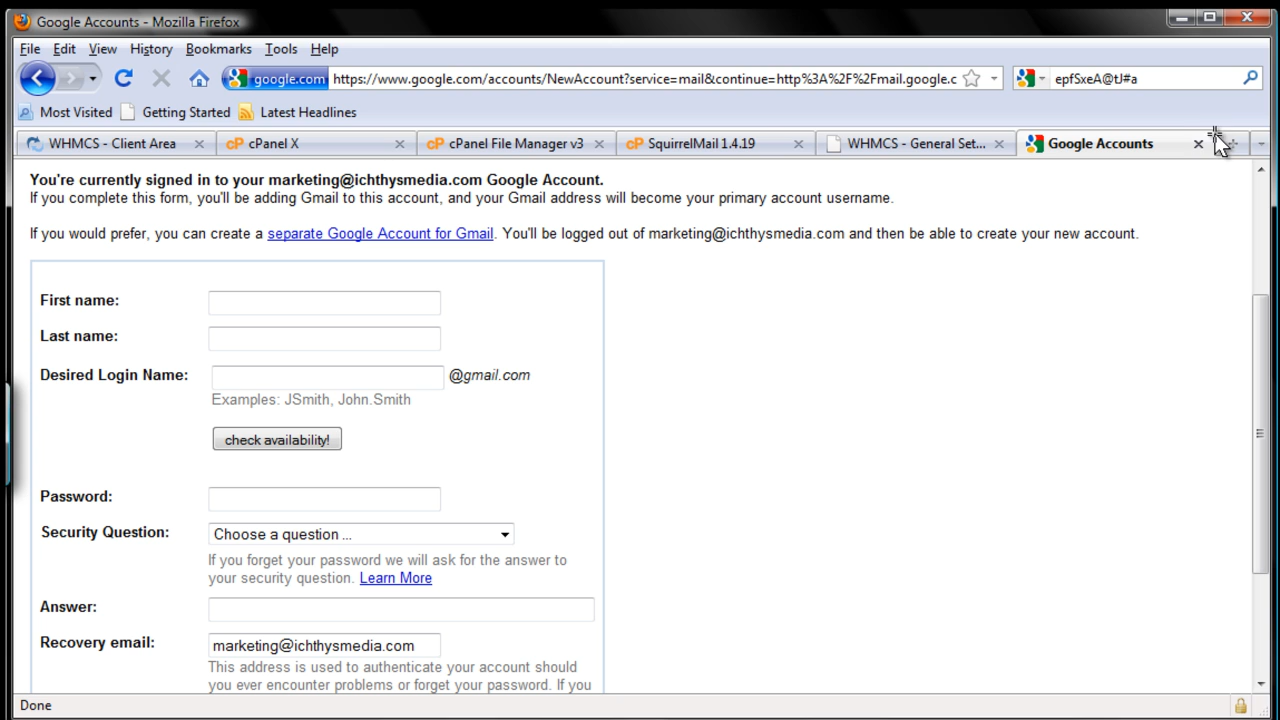 Google Accounts - Mozilla Firefox
File Edit View History Bookmarks Tools Help
google.com https://www.google.com/accounts/NewAccount?service=mail&continue=http%3A%2F%2Fmail.google.c epfSxeA@tJ#a
Most Visited Getting Started Latest Headlines
WHMCS - Client Area cP cPanel X cP cPanel File Manager v3 cP SquirrelMail 1.4.19 WHMCS - General Set... Google Accounts
You're currently signed in to your marketing@ichthysmedia.com Google Account.
If you complete this form, you'll be adding Gmail to this account, and your Gmail address will become your primary account username.
If you would prefer, you can create a separate Google Account for Gmail. You'll be logged out of marketing@ichthysmedia.com and then be able to create your new account.
First name:
Last name:
Desired Login Name: @gmail.com
Examples: JSmith, John.Smith
check availability!
Password:
Security Question: Choose a question ...
If you forget your password we will ask for the answer to
your security question. Learn More
Answer:
Recovery email: marketing@ichthysmedia.com
This address is used to authenticate your account should
you ever encounter problems or forget your password. If you
Done